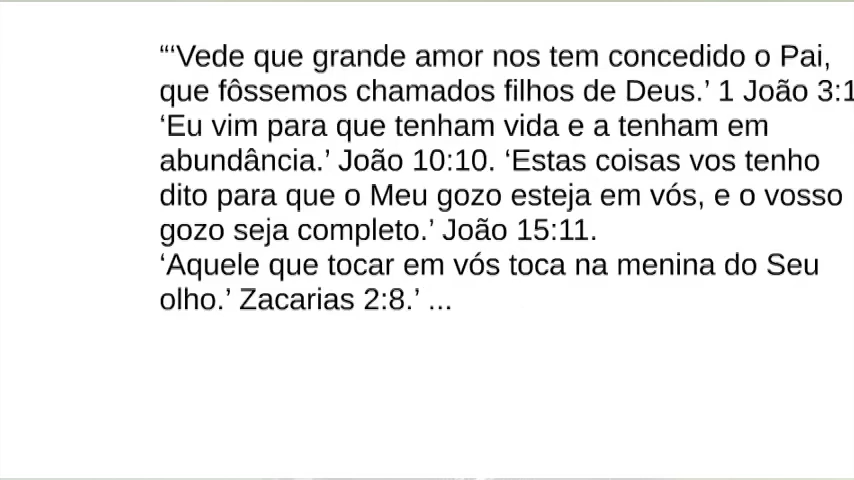 “‘Vede que grande amor nos tem concedido o Pai,
que fôssemos chamados filhos de Deus.’ 1 João 3:1
‘Eu vim para que tenham vida e a tenham em
abundância.’ João 10:10. ‘Estas coisas vos tenho
dito para que o Meu gozo esteja em vós, e o vosso
gozo seja completo.’ João 15:11.
‘Aquele que tocar em vós toca na menina do Seu
olho.’ Zacarias 2:8.’ ...